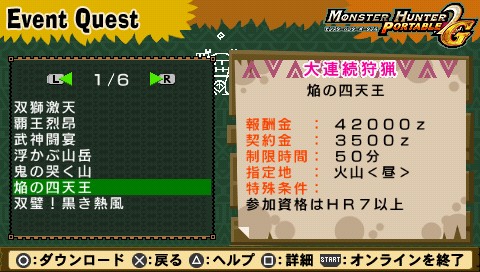 Event Quest
MONSTER HUNTER
PORTABLE 2nd G
L 1/6 R
双獅激天
覇王烈昂
武神闘宴
浮かぶ山岳
鬼の哭く山
焔の四天王
双璧！黒き熱風
大連続狩猟
焔の四天王
報酬金 ： 42000z
契約金 ： 3500z
制限時間： 50分
指定地 ： 火山<昼>
特殊条件：
参加資格はHR7以上
○:ダウンロード ×:戻る △:ヘルプ □:詳細 START:オンラインを終了